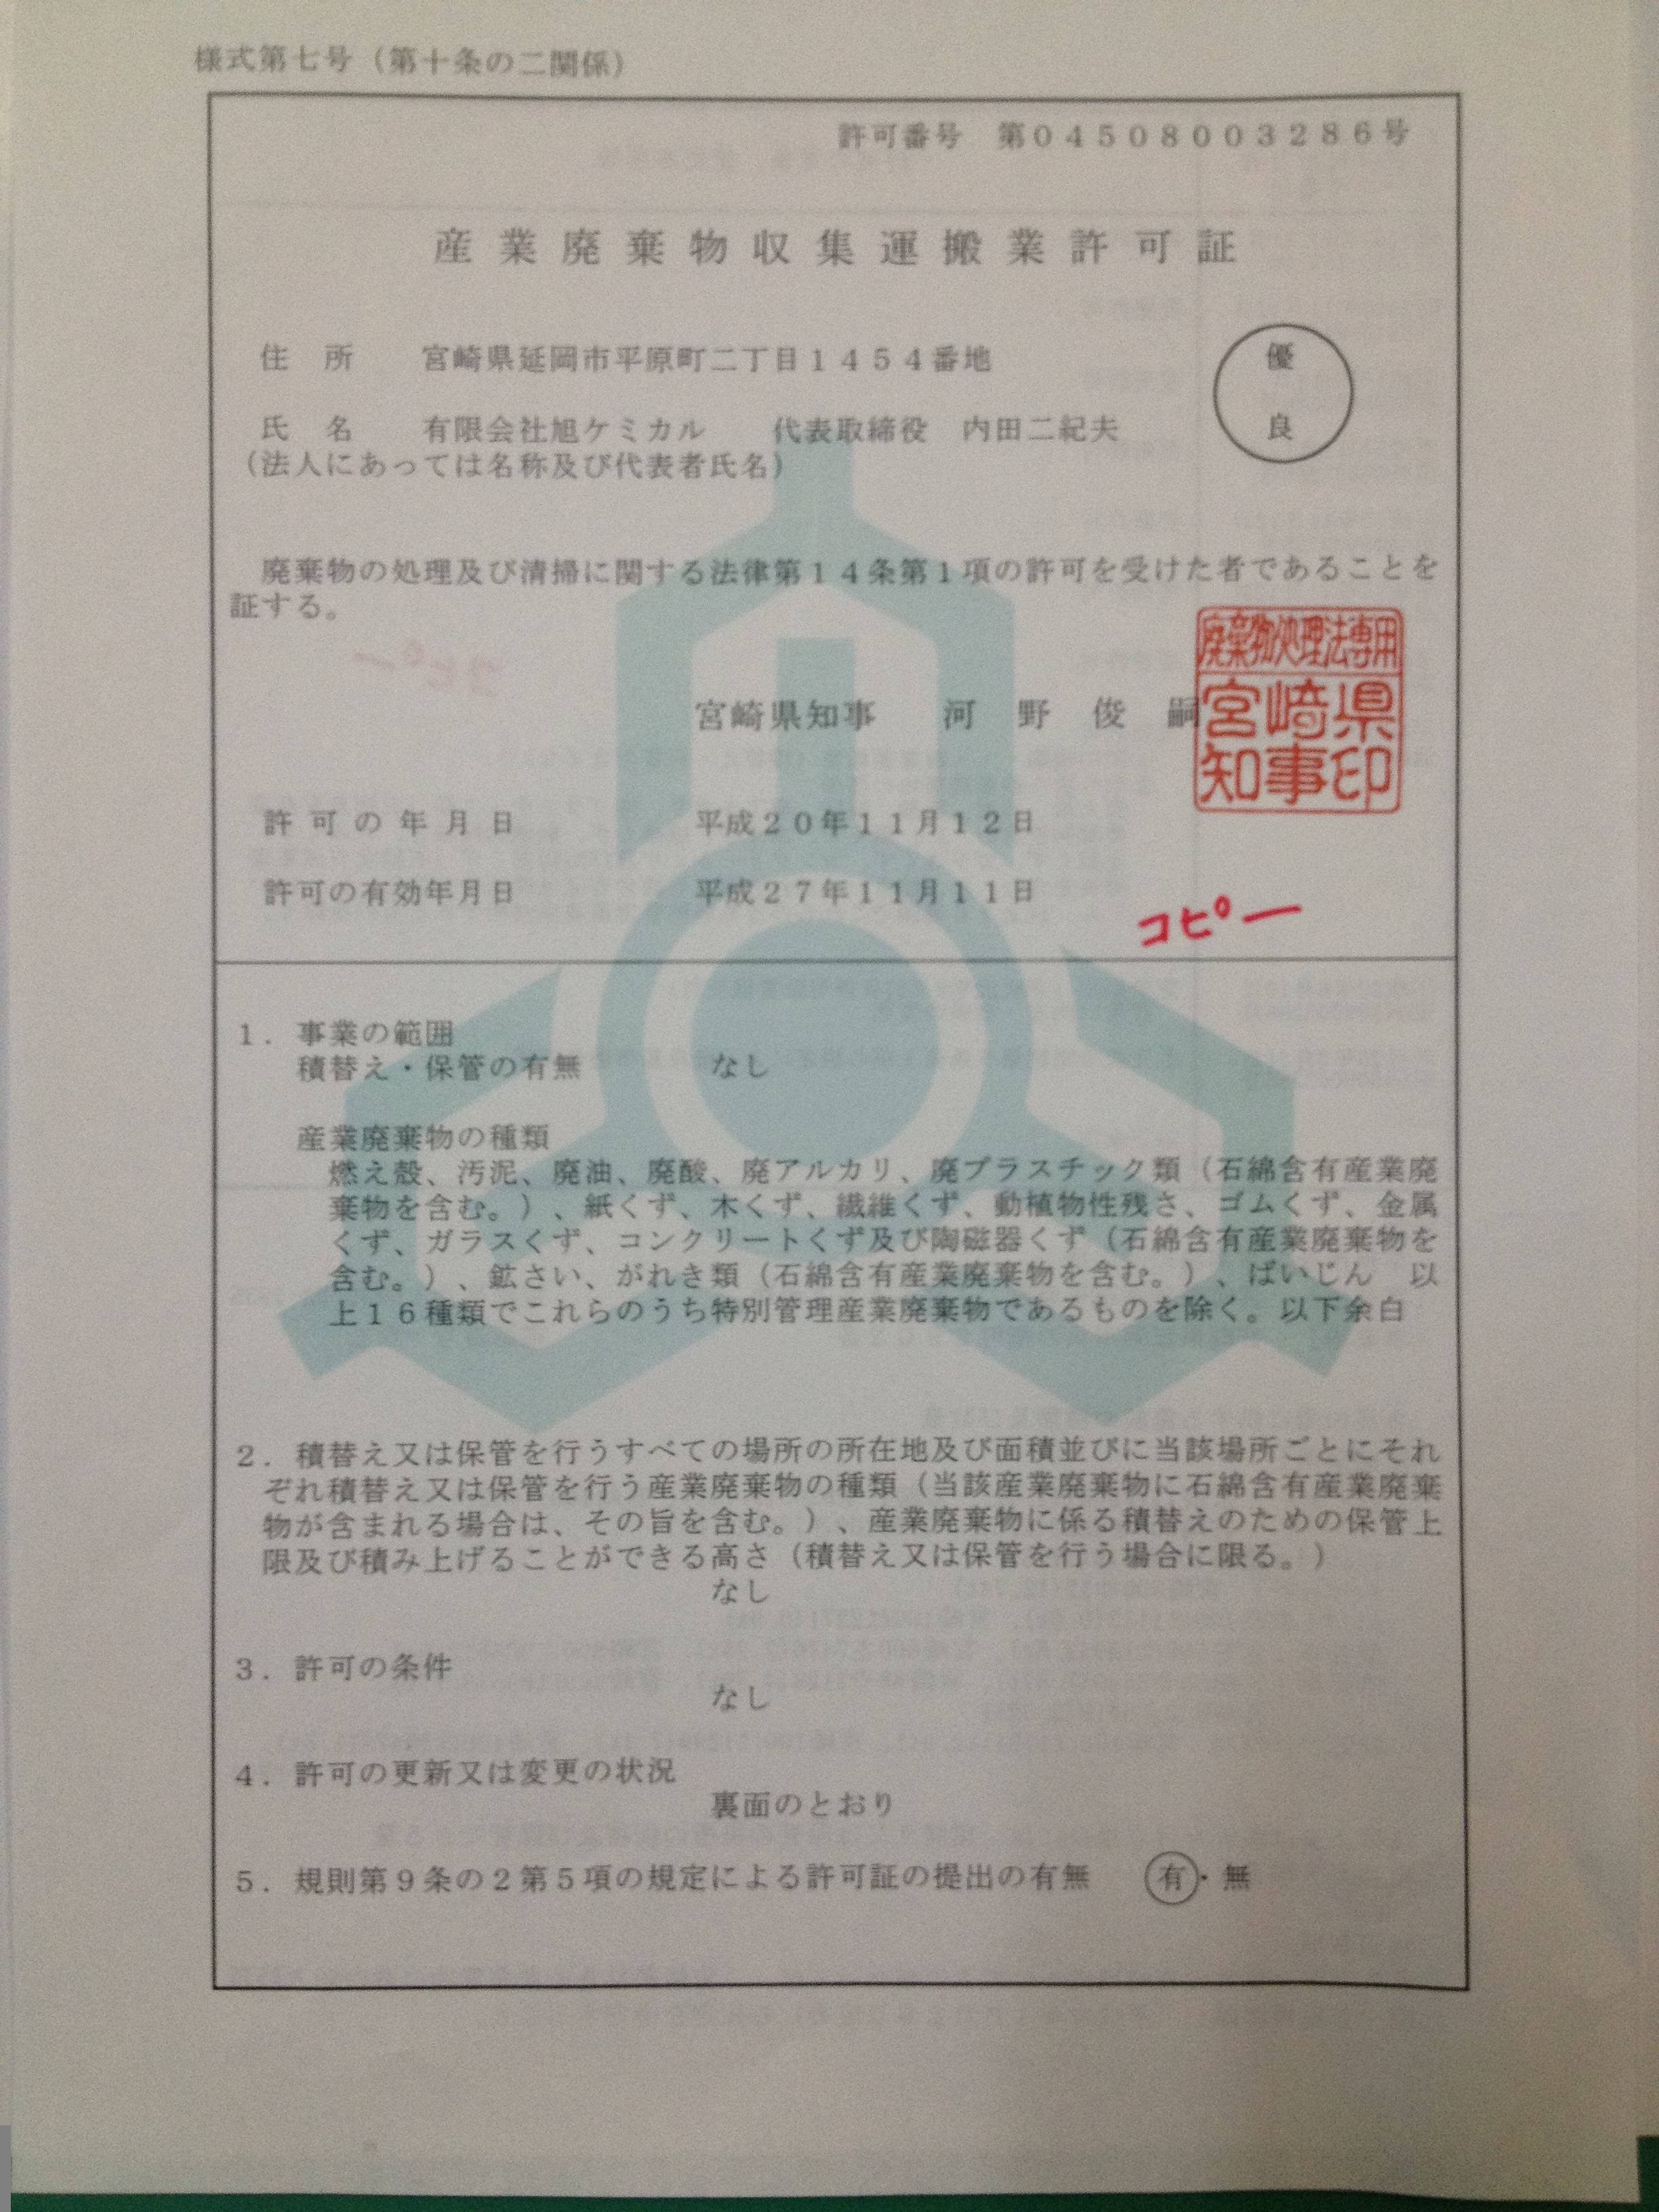 様式第七号（第十条の二関係）
許可番号　第０４５０８００３２８６号
産業廃棄物収集運搬業許可証
住　所　　宮崎県延岡市平原町二丁目１４５４番地
優良
氏　名　　有限会社旭ケミカル　　代表取締役　内田二紀夫
（法人にあっては名称及び代表者氏名）
廃棄物の処理及び清掃に関する法律第１４条第１項の許可を受けた者であることを
証する。
宮崎県知事　　河　野　俊　嗣
廃棄物処理法専用
宮崎県
知事印
許可の年月日　　　平成２０年１１月１２日
許可の有効年月日　　　平成２７年１１月１１日
コピー
１．事業の範囲
積替え・保管の有無　　　なし
産業廃棄物の種類
燃え殻、汚泥、廃油、廃酸、廃アルカリ、廃プラスチック類（石綿含有産業廃
棄物を含む。）、紙くず、木くず、繊維くず、動植物性残さ、ゴムくず、金属
くず、ガラスくず、コンクリートくず及び陶磁器くず（石綿含有産業廃棄物を
含む。）、鉱さい、がれき類（石綿含有産業廃棄物を含む。）、ばいじん　以
上１６種類でこれらのうち特別管理産業廃棄物であるものを除く。以下余白
２．積替え又は保管を行うすべての場所の所在地及び面積並びに当該場所ごとにそれ
ぞれ積替え又は保管を行う産業廃棄物の種類（当該産業廃棄物に石綿含有産業廃棄
物が含まれる場合は、その旨を含む。）、産業廃棄物に係る積替えのための保管上
限及び積み上げることができる高さ（積替え又は保管を行う場合に限る。）
なし
３．許可の条件
なし
４．許可の更新又は変更の状況
裏面のとおり
５．規則第９条の２第５項の規定による許可証の提出の有無　　有・無